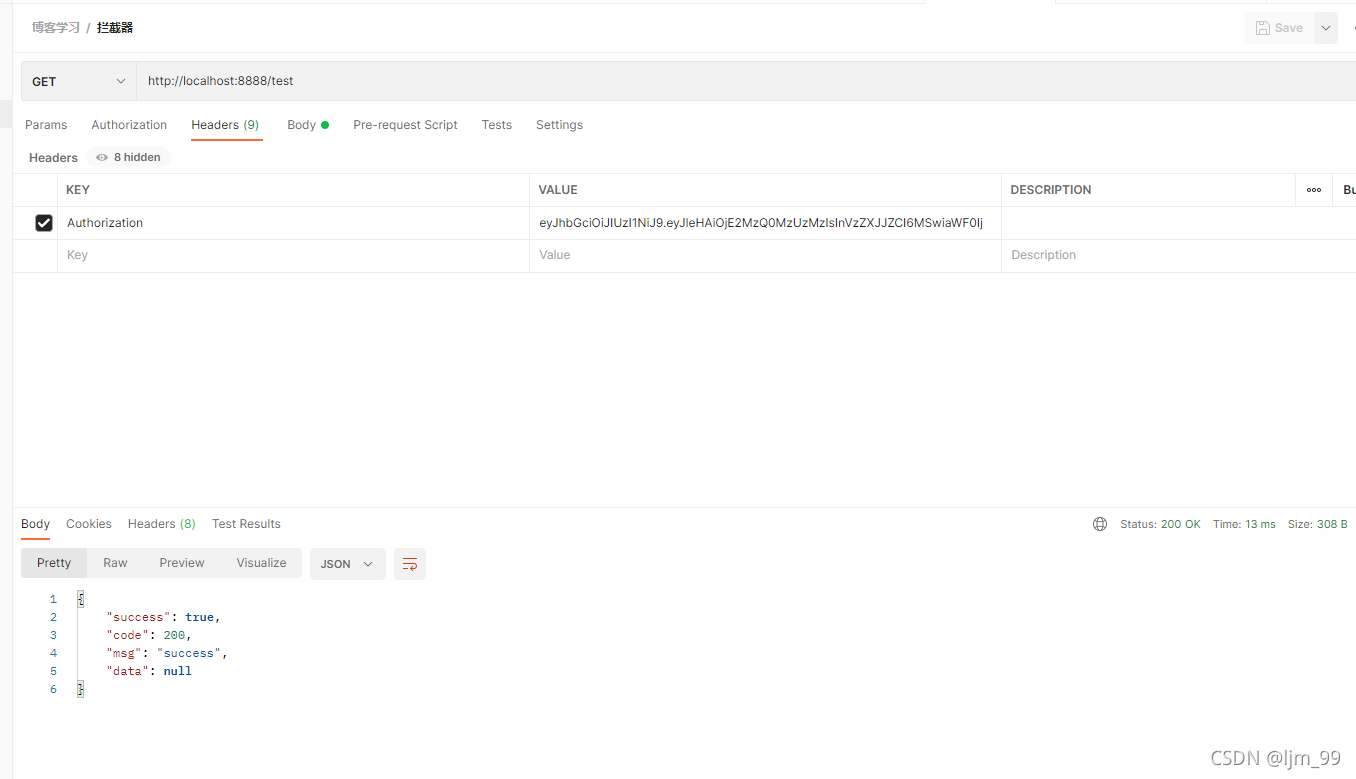 博客学习 / 拦截器
Save
GET
http://localhost:8888/test
Params Authorization Headers (9) Body Pre-request Script Tests Settings
Headers 8 hidden
KEY VALUE DESCRIPTION Bu
Authorization eyJhbGciOiJIUzI1NiJ9.eyJleHAiOjE2MzQ0MzUzMzIsInVzZXJJZCI6MSwiaWF0Ij
Key Value Description
Body Cookies Headers (8) Test Results Status: 200 OK Time: 13 ms Size: 308 B
Pretty Raw Preview Visualize JSON
1 {
2 "success": true,
3 "code": 200,
4 "msg": "success",
5 "data": null
6 }
CSDN @ljm_99